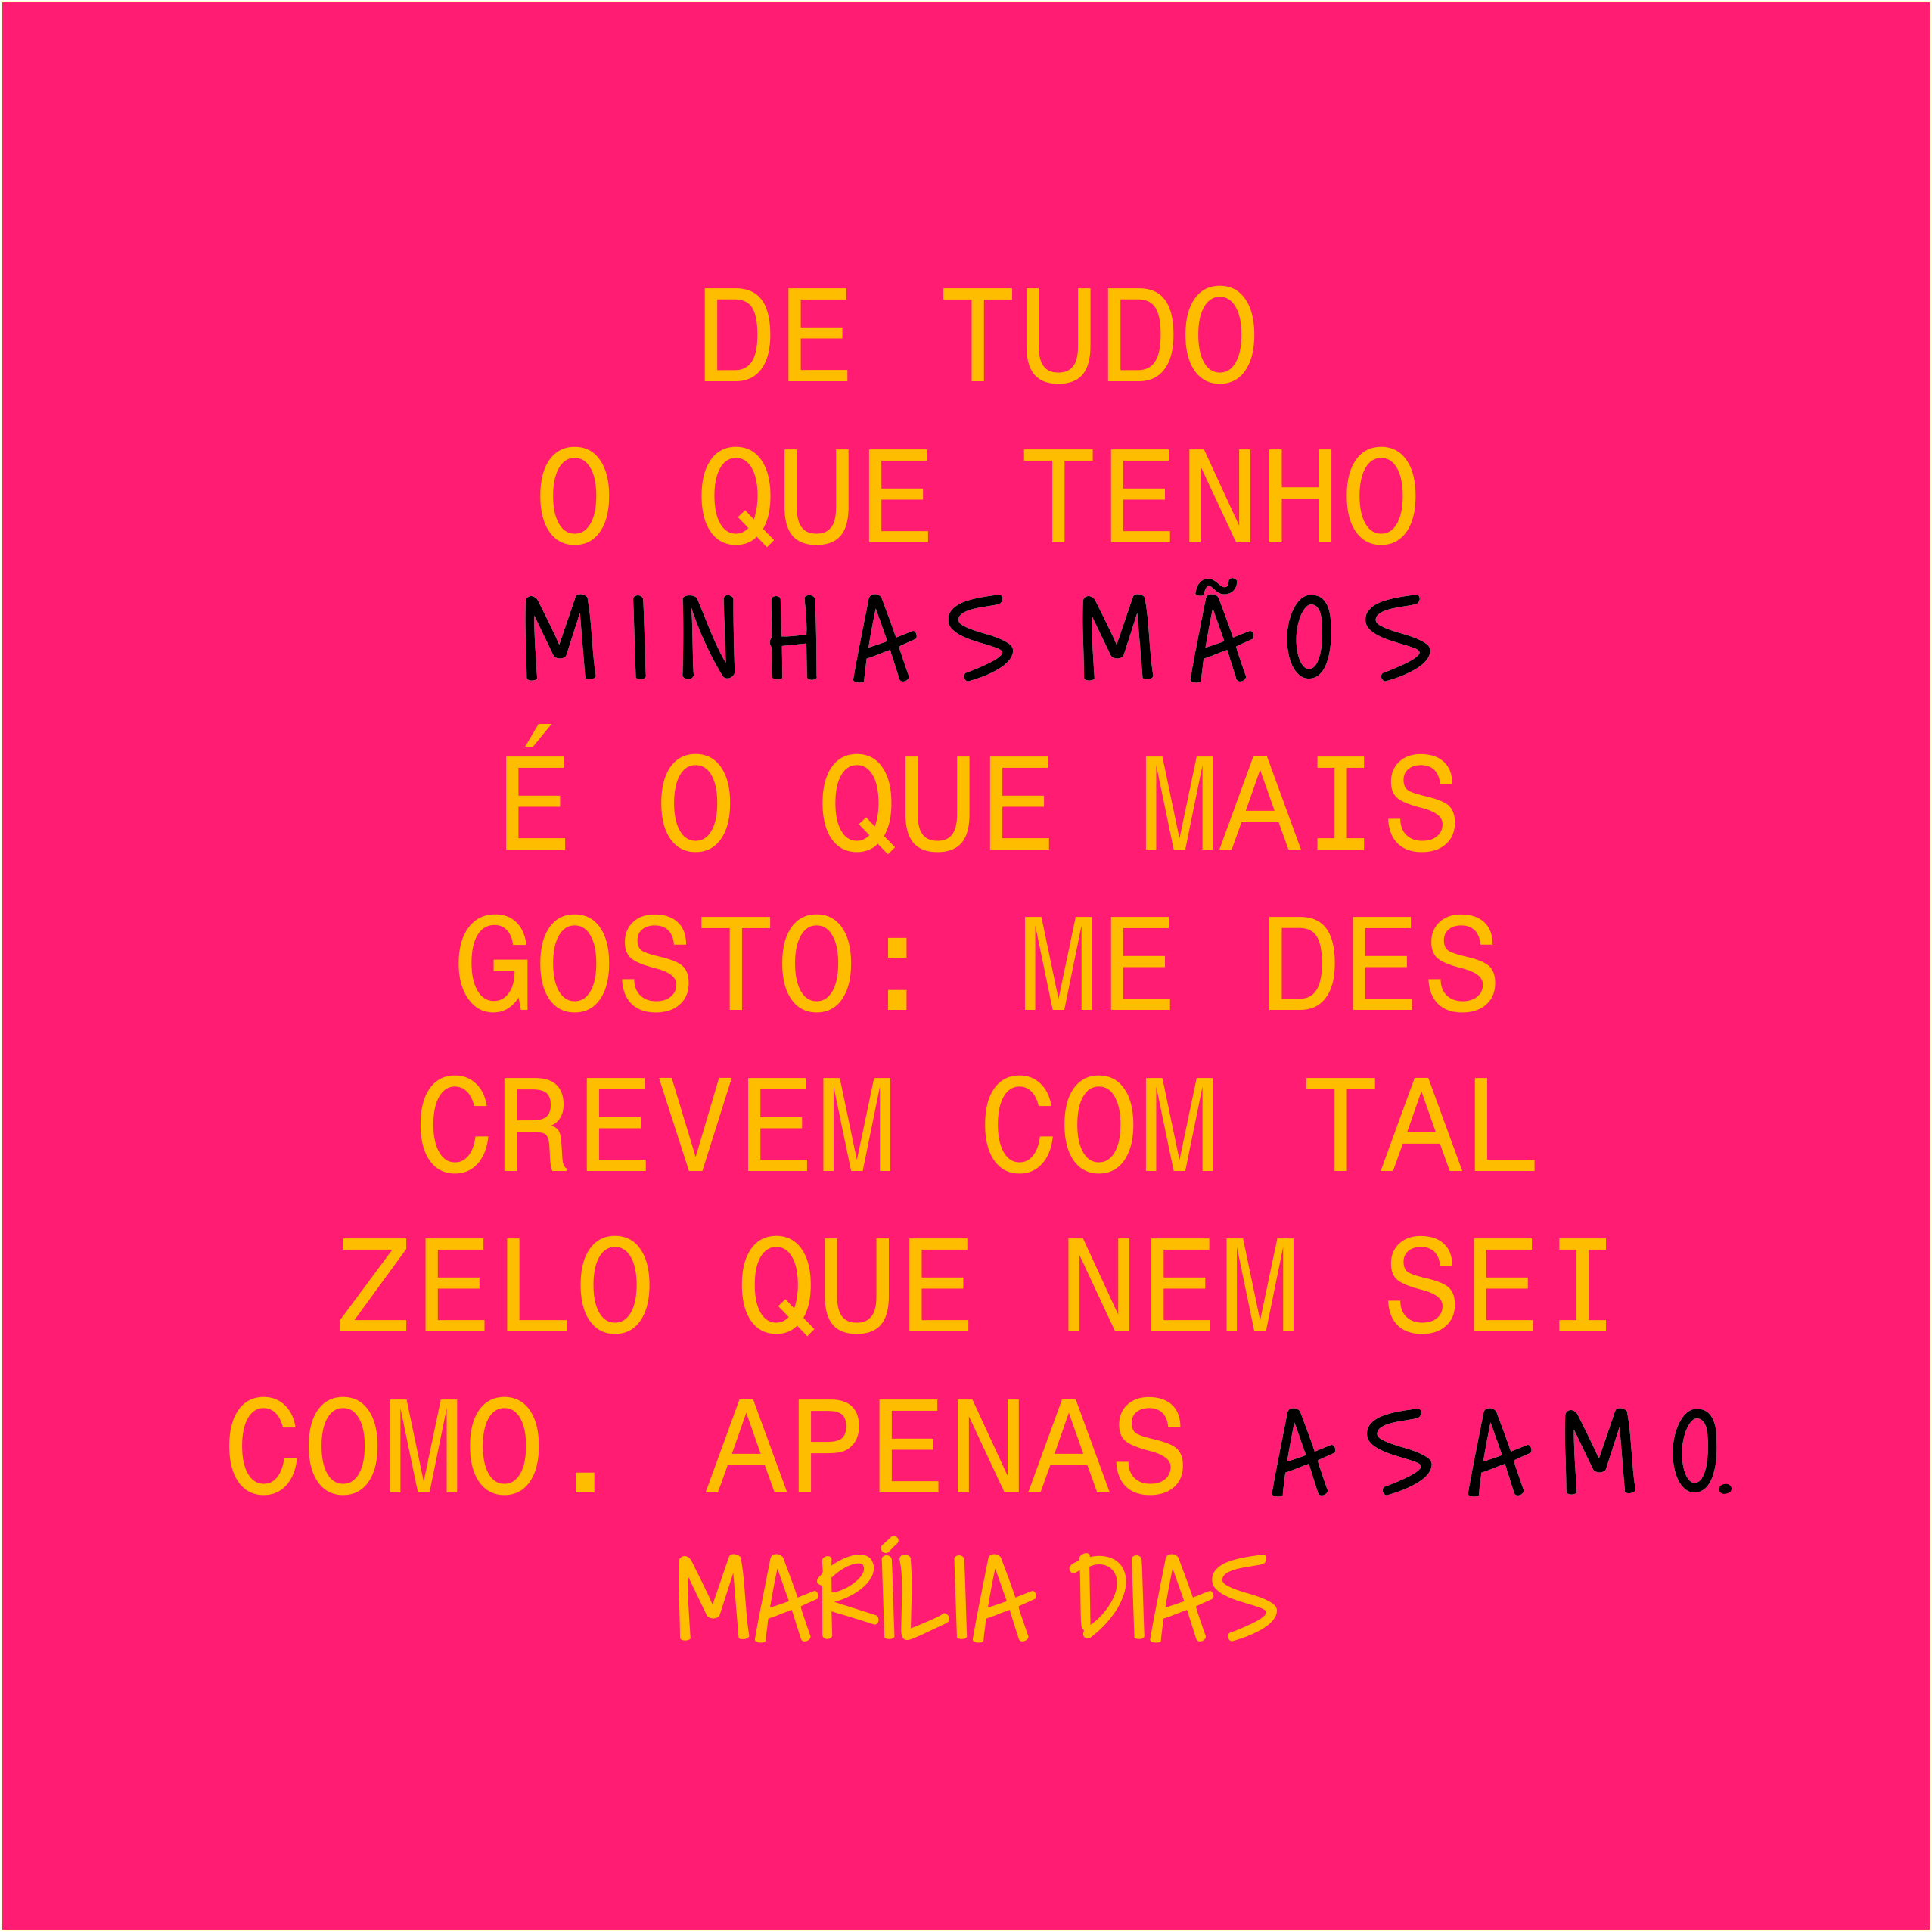 DE TUDO
O QUE TENHO
MINHAS MÃOS
É O QUE MAIS
GOSTO: ME DES
CREVEM COM TAL
ZELO QUE NEM SEI
COMO. APENAS AS AMO.
MARÍLIA DIAS